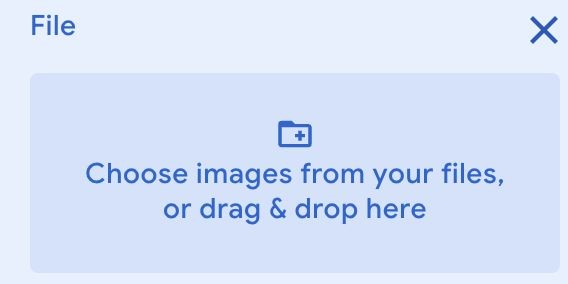 File
Choose images from your files,
or drag & drop here